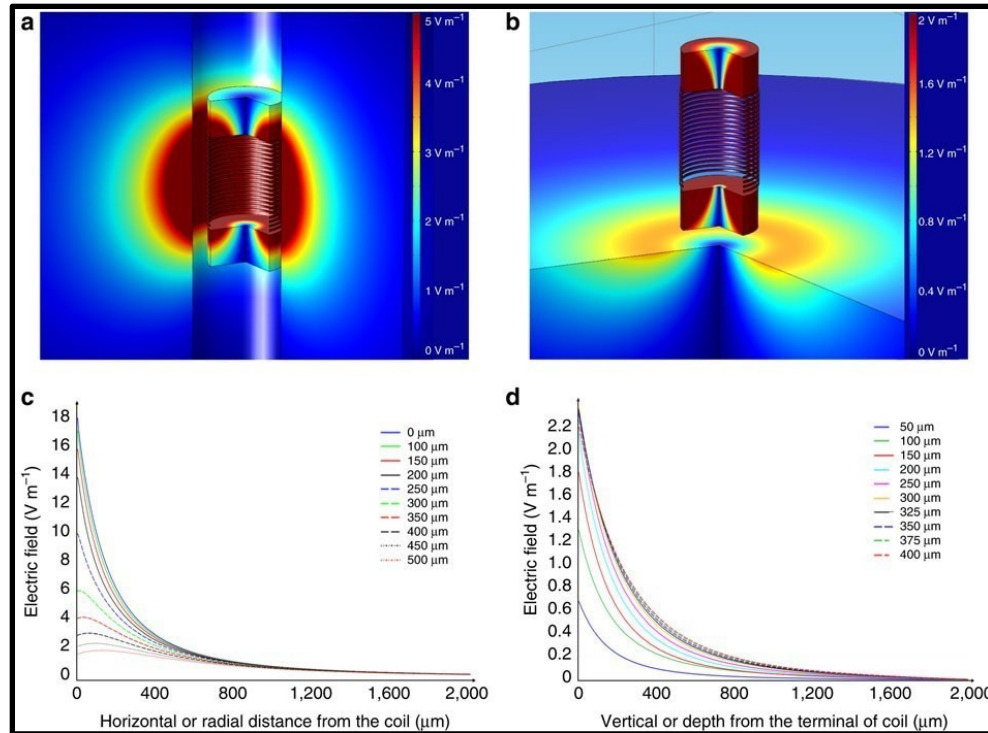 a
5 V m−1
4 V m−1
3 V m−1
2 V m−1
1 V m−1
0 V m−1
b
2 V m−1
1.6 V m−1
1.2 V m−1
0.8 V m−1
0.4 V m−1
0 V m−1
c
Electric field (V m−1)
18
16
14
12
10
8
6
4
2
0
0
400
800
1,200
1,600
2,000
Horizontal or radial distance from the coil (μm)
0 μm
100 μm
150 μm
200 μm
250 μm
300 μm
350 μm
400 μm
450 μm
500 μm
d
Electric field (V m−1)
2.2
2.0
1.8
1.6
1.4
1.2
1.0
0.8
0.6
0.4
0.2
0
0
400
800
1,200
1,600
2,000
Vertical or depth from the terminal of coil (μm)
50 μm
100 μm
150 μm
200 μm
250 μm
300 μm
325 μm
350 μm
375 μm
400 μm